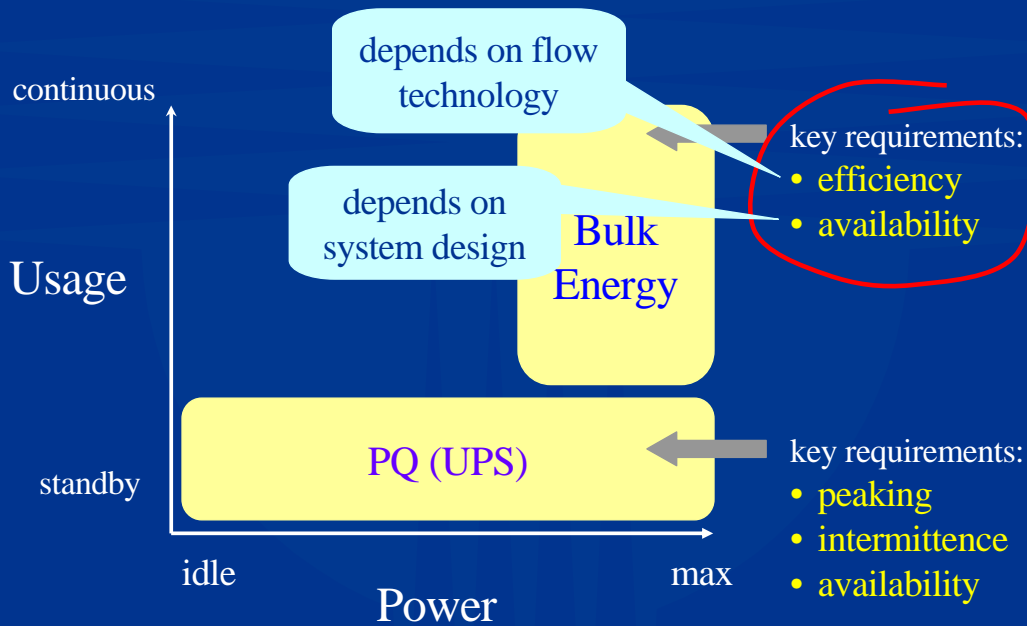 depends on flow
technology
continuous
key requirements:
• efficiency
• availability
depends on
system design
Bulk
Energy
Usage
PQ (UPS)
standby
key requirements:
• peaking
• intermittence
• availability
idle
max
Power